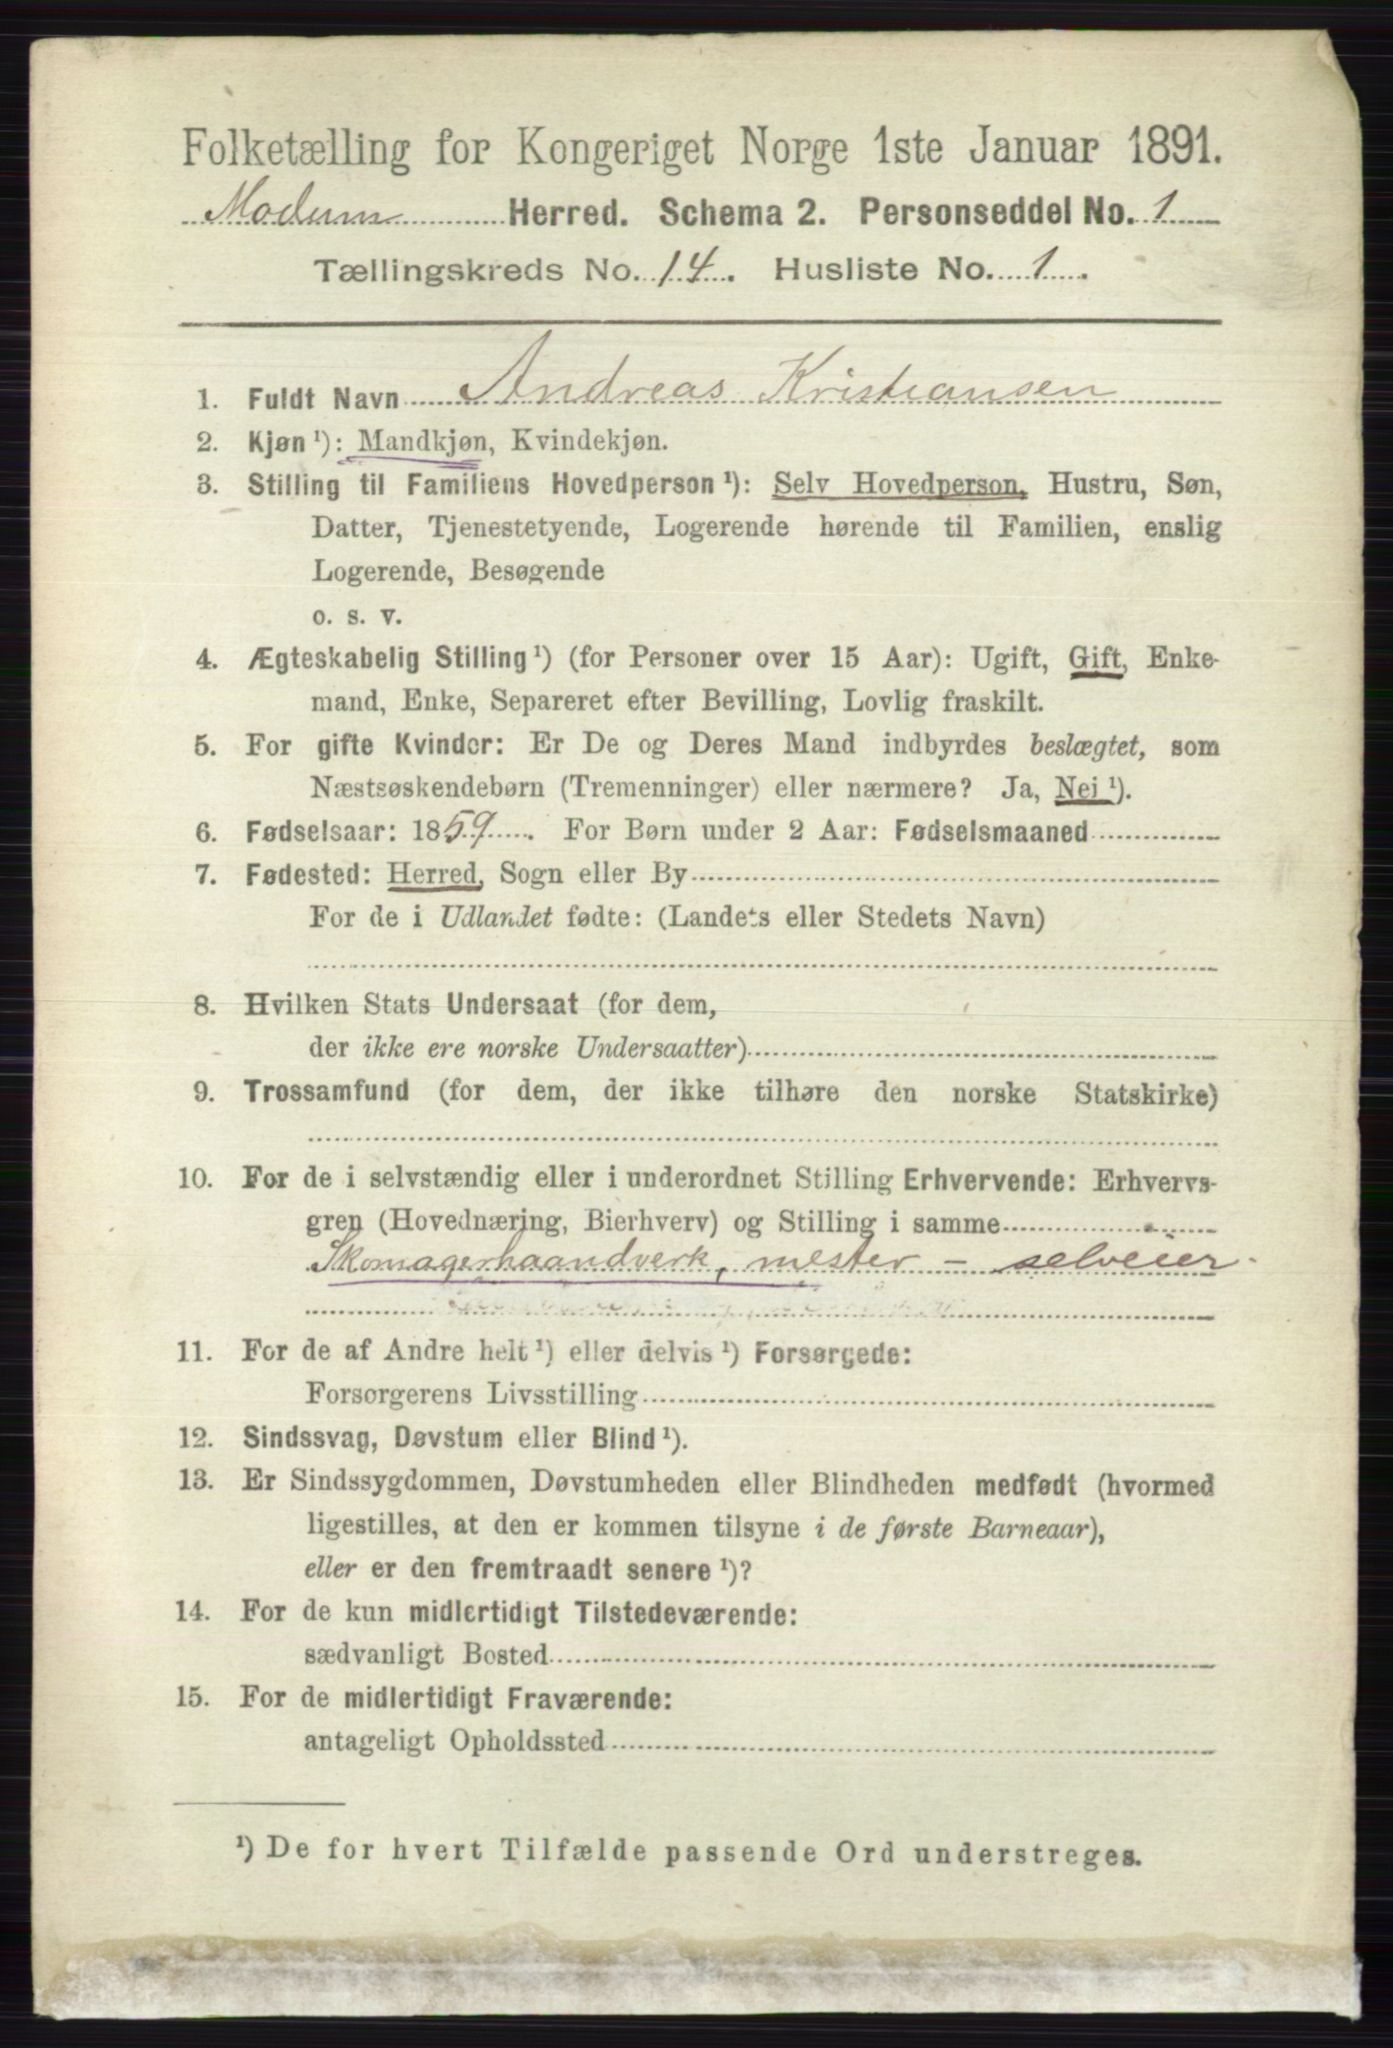 Folketælling for Kongeriget Norge 1ste Januar 1891.
Modum Herred. Schema 2. Personseddel No. 1
Tællingskreds No. 14. Husliste No. 1.
1. Fuldt Navn Andreas Kristiansen
2. Kjøn ¹): Mandkjøn, Kvindekjøn.
3. Stilling til Familiens Hovedperson ¹): Selv Hovedperson, Hustru, Søn,
Datter, Tjenestetyende, Logerende hørende til Familien, enslig
Logerende, Besøgende
o. s. v.
4. Ægteskabelig Stilling ¹) (for Personer over 15 Aar): Ugift, Gift, Enke-
mand, Enke, Separeret efter Bevilling, Lovlig fraskilt.
5. For gifte Kvinder: Er De og Deres Mand indbyrdes beslægtet, som
Næstsøskendebørn (Tremenninger) eller nærmere? Ja, Nei ¹).
6. Fødselsaar: 1859. For Børn under 2 Aar: Fødselsmaaned
7. Fødested: Herred, Sogn eller By
For de i Udlandet fødte: (Landets eller Stedets Navn)
8. Hvilken Stats Undersaat (for dem,
der ikke ere norske Undersaatter)
9. Trossamfund (for dem, der ikke tilhøre den norske Statskirke)
10. For de i selvstændig eller i underordnet Stilling Erhvervende: Erhvervs-
gren (Hovednæring, Bierhverv) og Stilling i samme
Skomagerhaandverk, mester - selveier
11. For de af Andre helt ¹) eller delvis ¹) Forsørgede:
Forsørgerens Livsstilling
12. Sindssvag, Døvstum eller Blind ¹).
13. Er Sindssygdommen, Døvstumheden eller Blindheden medfødt (hvormed
ligestilles, at den er kommen tilsyne i de første Barneaar),
eller er den fremtraadt senere ¹)?
14. For de kun midlertidigt Tilstedeværende:
sædvanligt Bosted
15. For de midlertidigt Fraværende:
antageligt Opholdssted
¹) De for hvert Tilfælde passende Ord understreges.